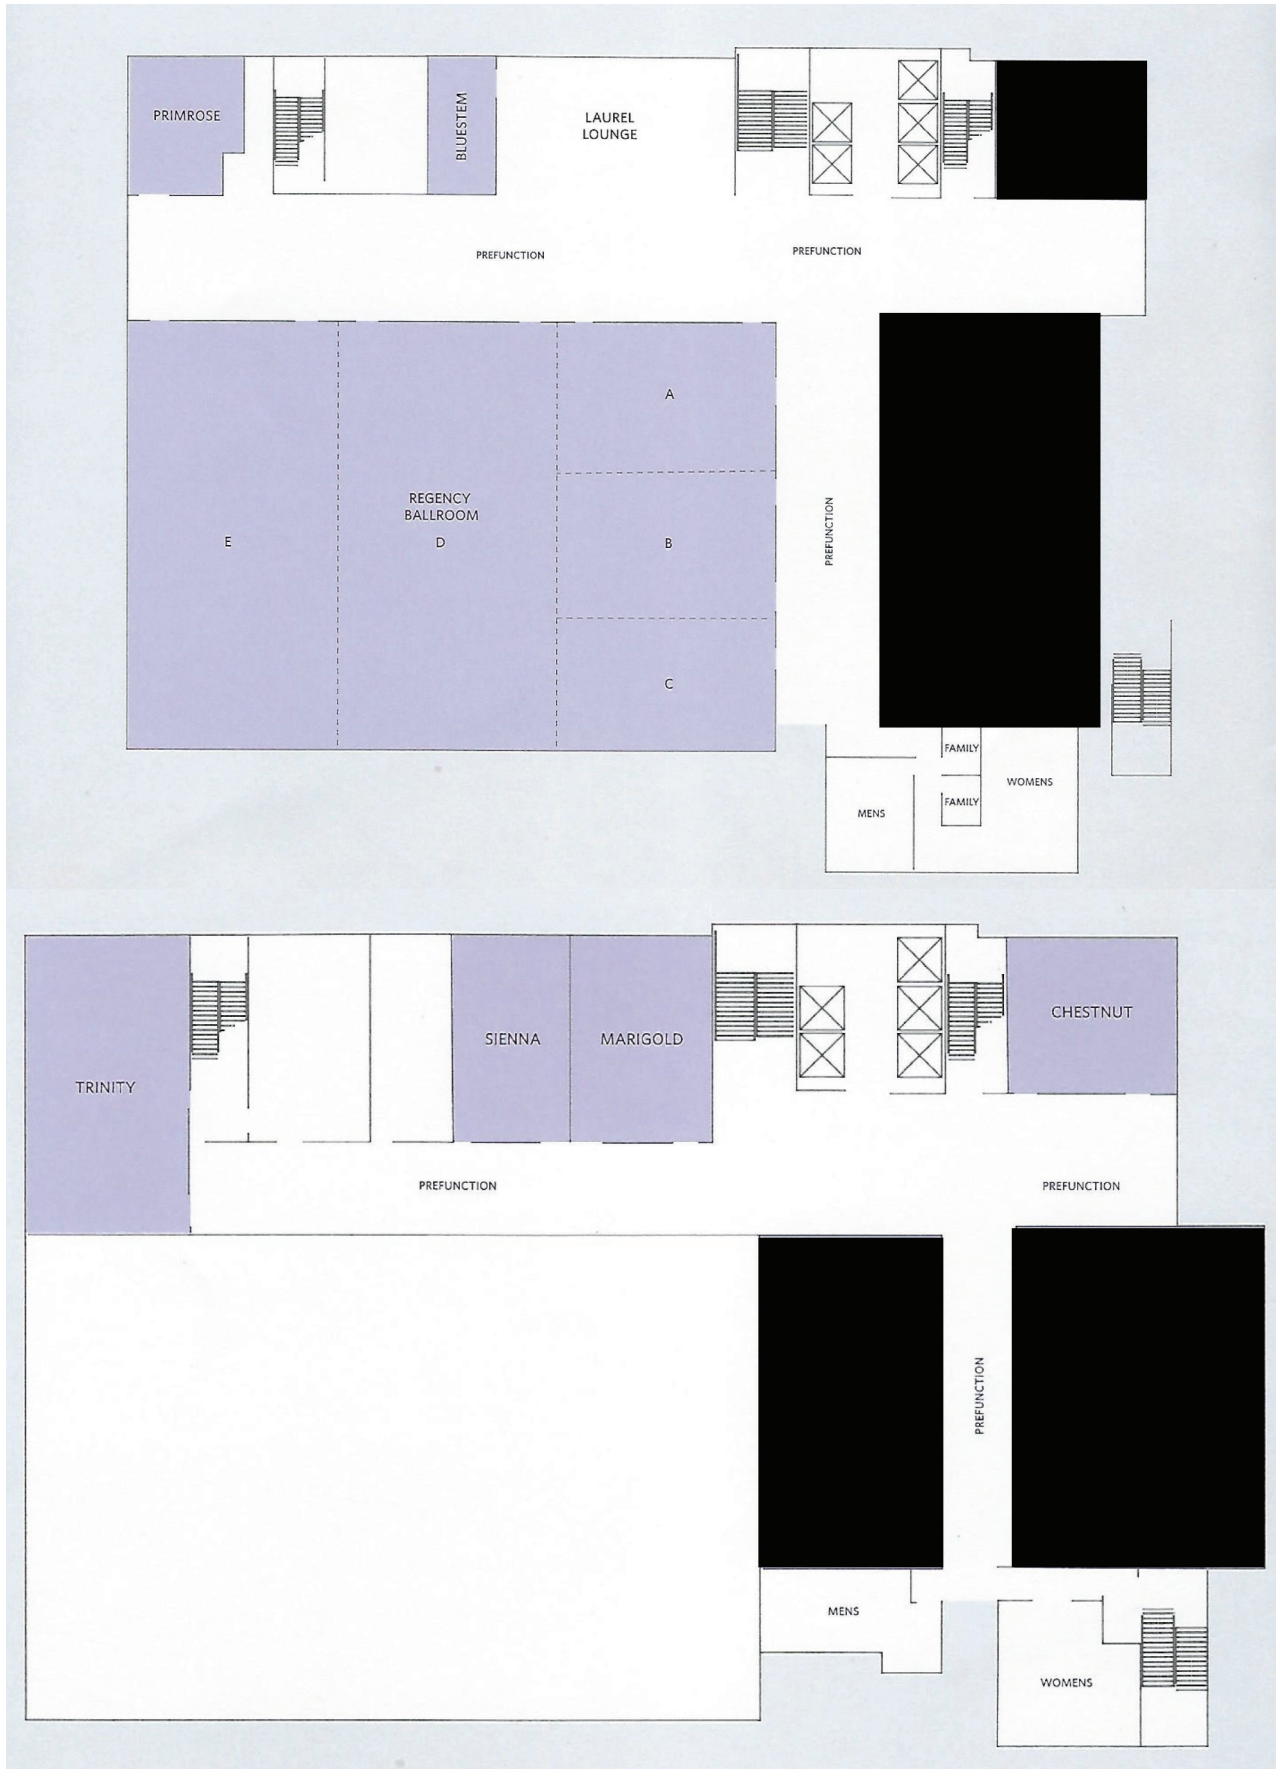 PRIMROSE
BLUESTEM
LAUREL
LOUNGE
PREFUNCTION
PREFUNCTION
A
REGENCY
BALLROOM
E
D
B
PREFUNCTION
C
FAMILY
WOMENS
FAMILY
MENS
CHESTNUT
SIENNA
MARIGOLD
TRINITY
PREFUNCTION
PREFUNCTION
PREFUNCTION
MENS
WOMENS